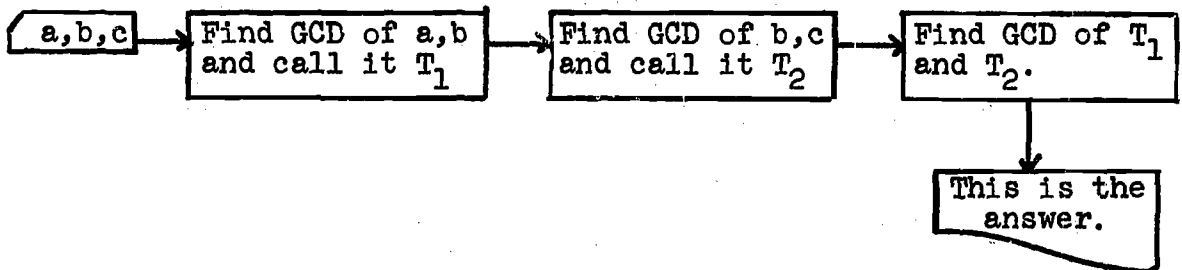 a,b,c
Find GCD of a,b
and call it T₁
Find GCD of b,c
and call it T₂
Find GCD of T₁
and T₂.
This is the
answer.